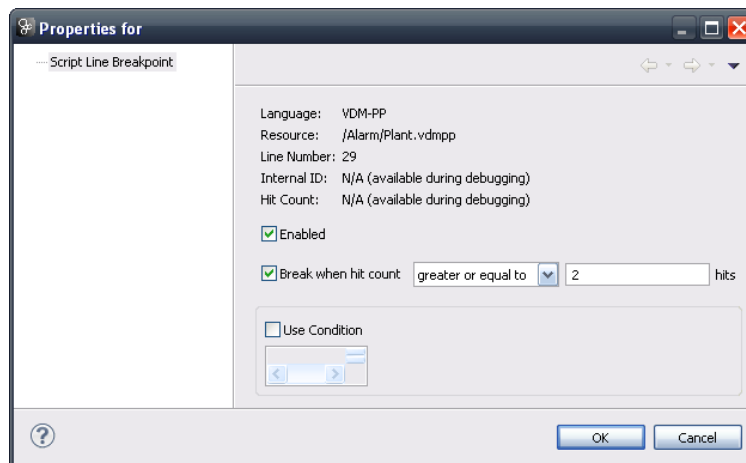 Properties for
Script Line Breakpoint
Language: VDM-PP
Resource: /Alarm/Plant.vdmpp
Line Number: 29
Internal ID: N/A (available during debugging)
Hit Count: N/A (available during debugging)
Enabled
Break when hit count greater or equal to 2 hits
Use Condition
? OK Cancel